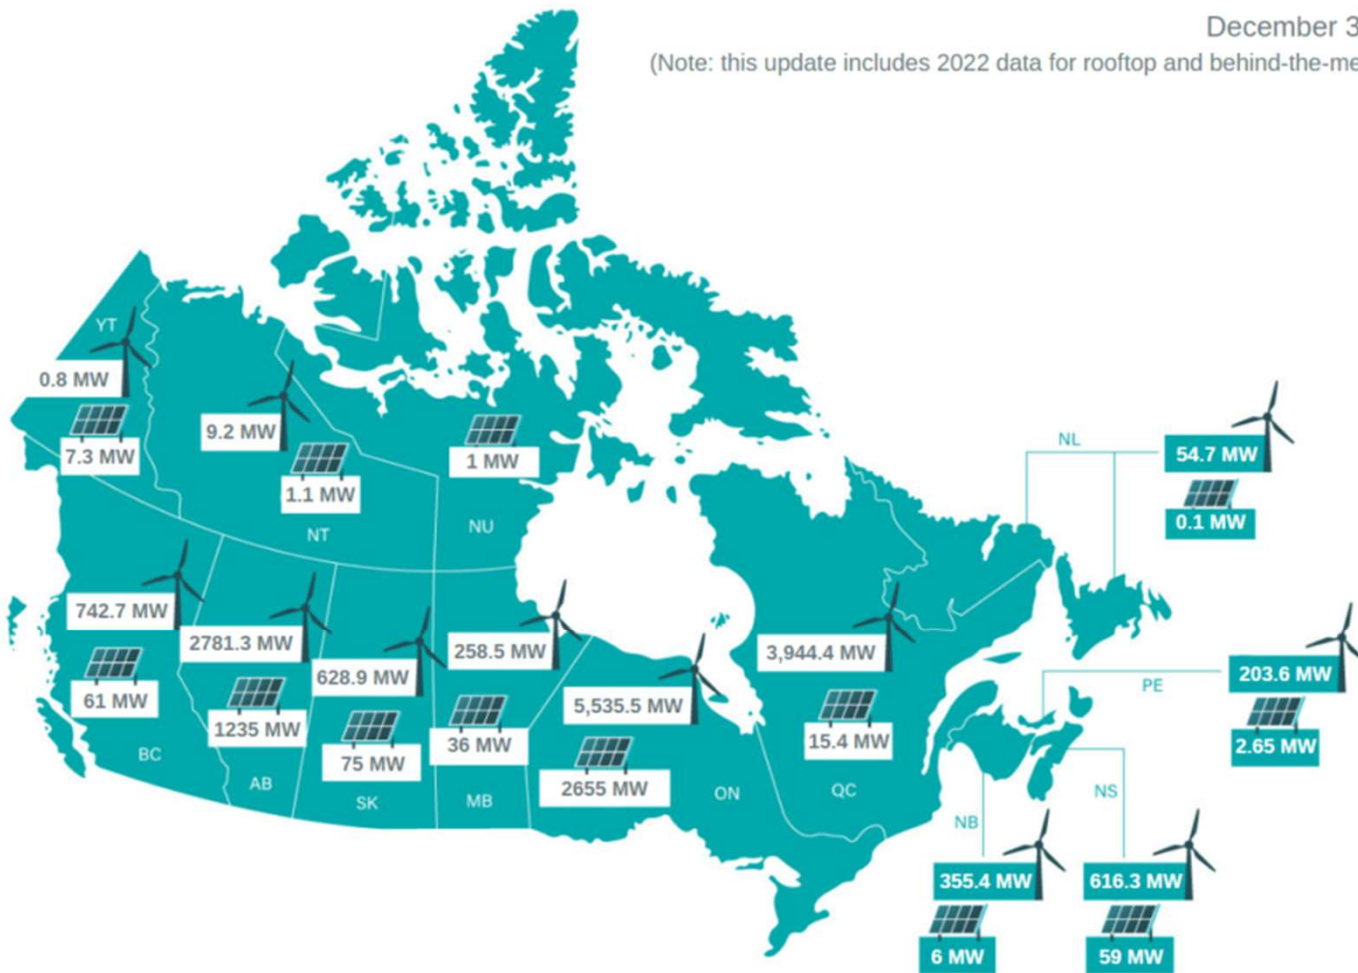 December 3
(Note: this update includes 2022 data for rooftop and behind-the-me
YT
0.8 MW
7.3 MW
9.2 MW
1.1 MW
NT
1 MW
NU
NL
54.7 MW
0.1 MW
742.7 MW
61 MW
BC
2781.3 MW
1235 MW
AB
628.9 MW
75 MW
SK
258.5 MW
36 MW
MB
5,535.5 MW
2655 MW
ON
3,944.4 MW
15.4 MW
QC
PE
203.6 MW
2.65 MW
NB
355.4 MW
6 MW
NS
616.3 MW
59 MW